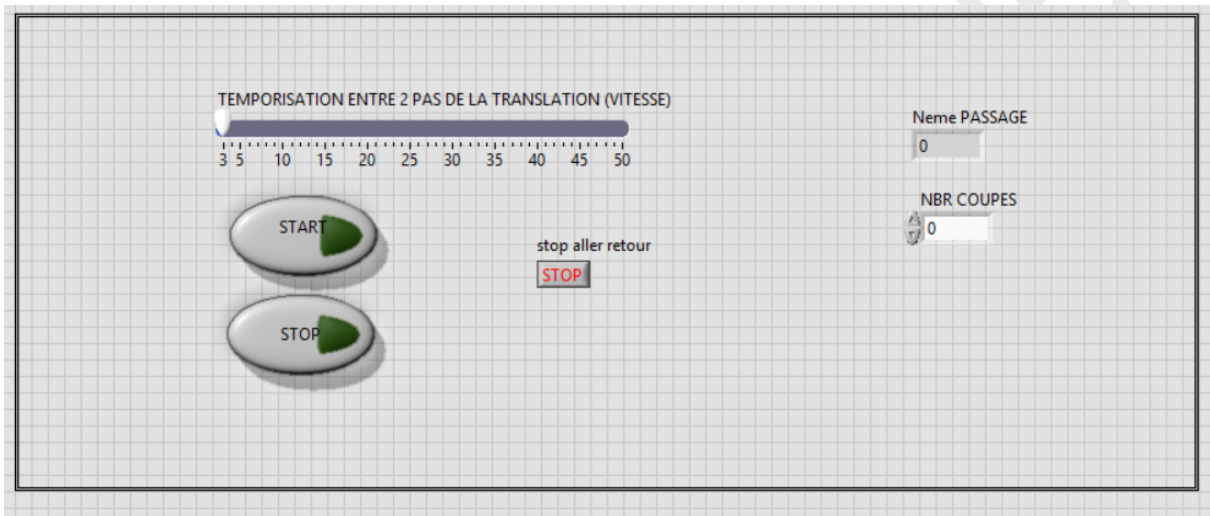 TEMPORISATION ENTRE 2 PAS DE LA TRANSLATION (VITESSE)
3 5 10 15 20 25 30 35 40 45 50
Neme PASSAGE
0
NBR COUPES
0
START
stop aller retour
STOP
STOP